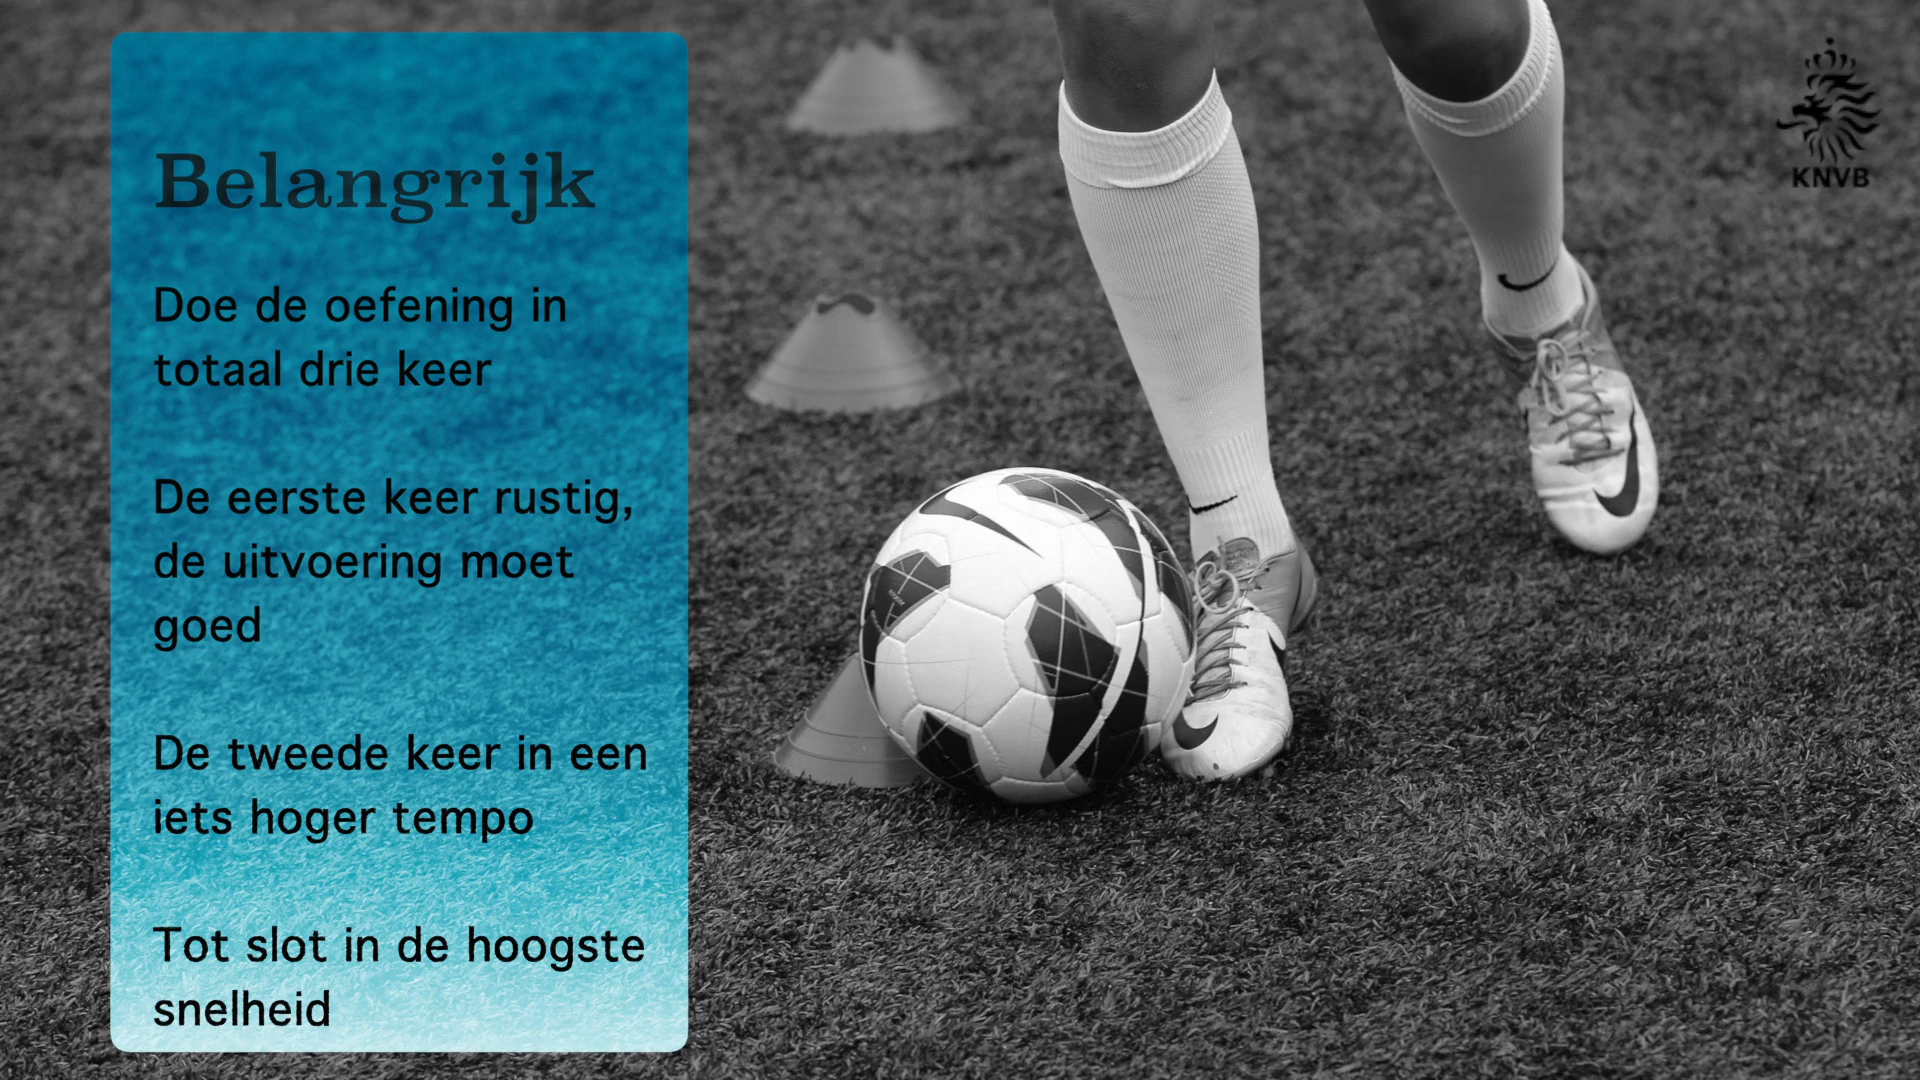 Belangrijk
Doe de oefening in
totaal drie keer
De eerste keer rustig,
de uitvoering moet
goed
De tweede keer in een
iets hoger tempo
Tot slot in de hoogste
snelheid
KNVB